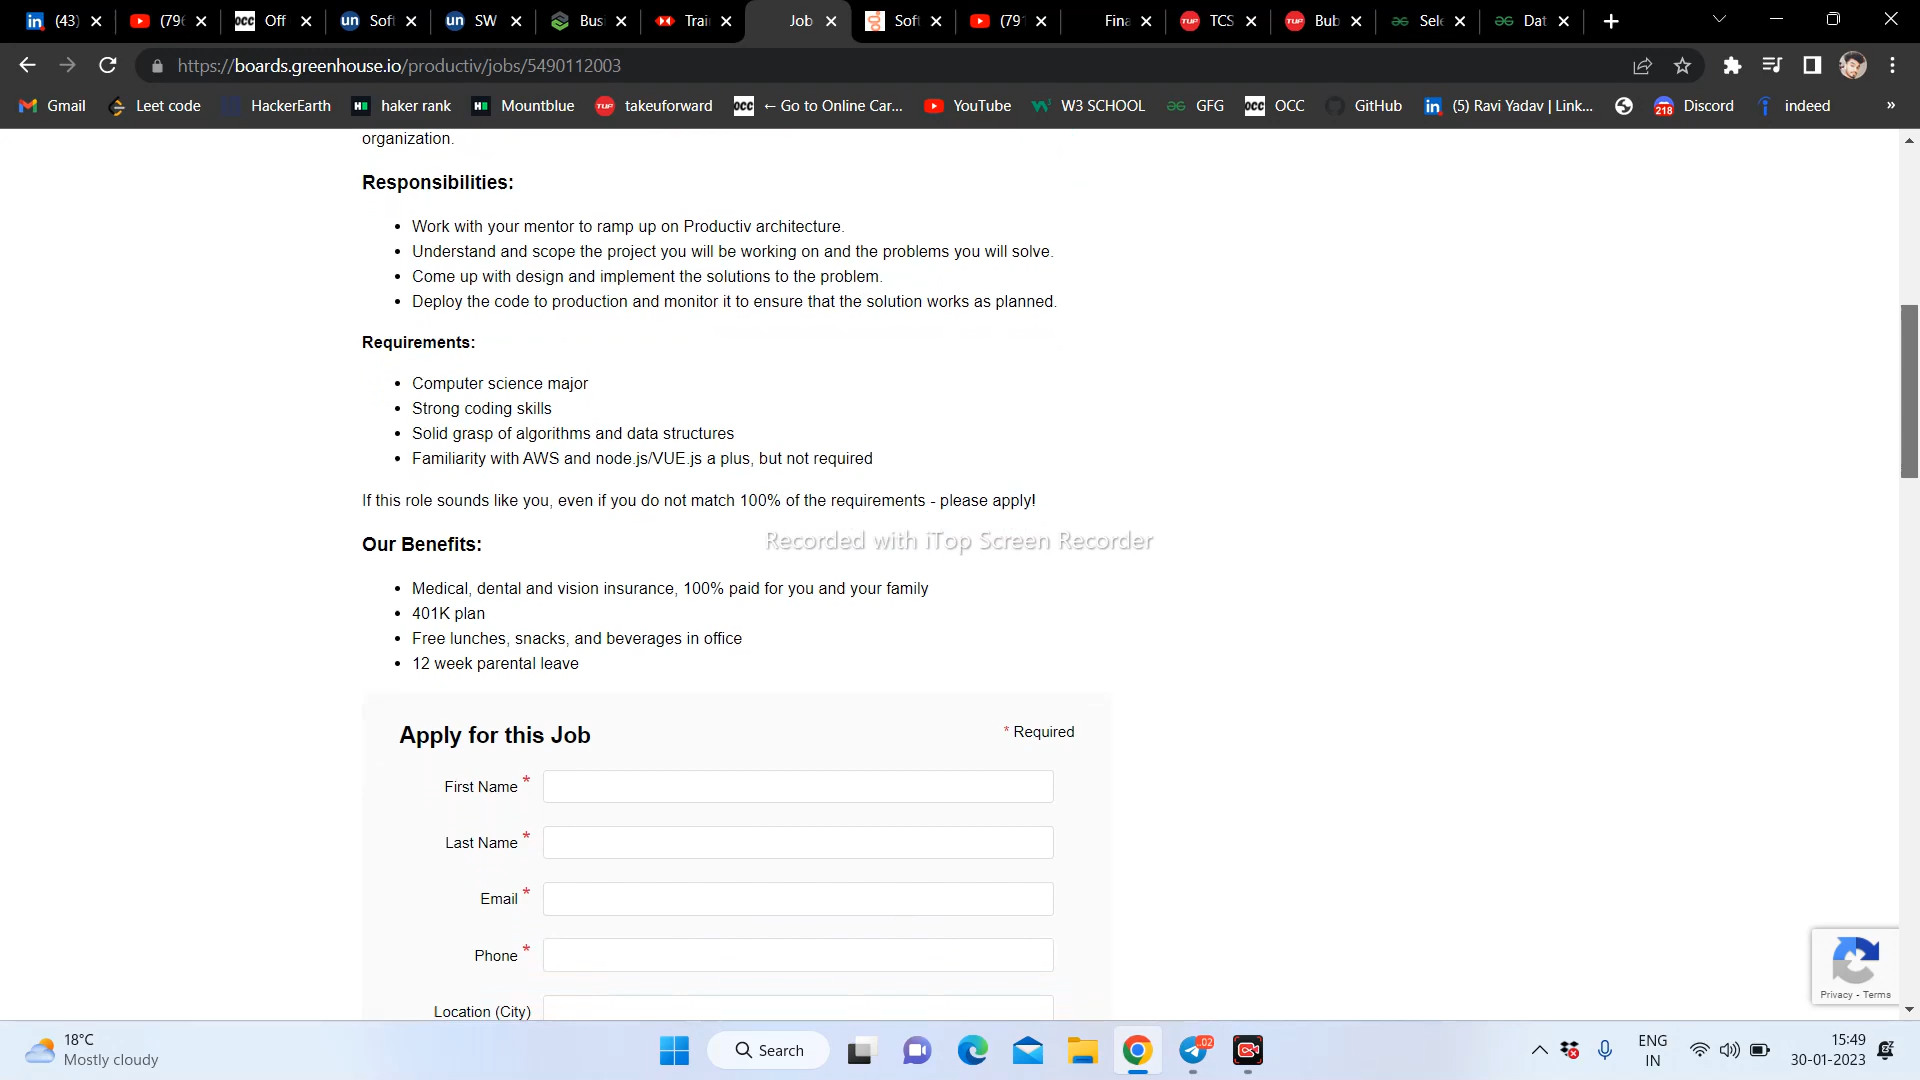 (43)
(796
Off
Soft
SW
Busi
Train
Job
Soft
(791
Fina
TCS
Bub
Sele
Dat
https://boards.greenhouse.io/productiv/jobs/5490112003
Gmail
Leet code
HackerEarth
haker rank
Mountblue
takeuforward
← Go to Online Car...
YouTube
W3 SCHOOL
GFG
OCC
GitHub
(5) Ravi Yadav | Link...
Discord
indeed
»
organization.
Responsibilities:
• Work with your mentor to ramp up on Productiv architecture.
• Understand and scope the project you will be working on and the problems you will solve.
• Come up with design and implement the solutions to the problem.
• Deploy the code to production and monitor it to ensure that the solution works as planned.
Requirements:
• Computer science major
• Strong coding skills
• Solid grasp of algorithms and data structures
• Familiarity with AWS and node.js/VUE.js a plus, but not required
If this role sounds like you, even if you do not match 100% of the requirements - please apply!
Recorded with iTop Screen Recorder
Our Benefits:
• Medical, dental and vision insurance, 100% paid for you and your family
• 401K plan
• Free lunches, snacks, and beverages in office
• 12 week parental leave
Apply for this Job
* Required
First Name *
Last Name *
Email *
Phone *
Location (City)
Privacy - Terms
18°C
Mostly cloudy
Search
ENG
IN
15:49
30-01-2023